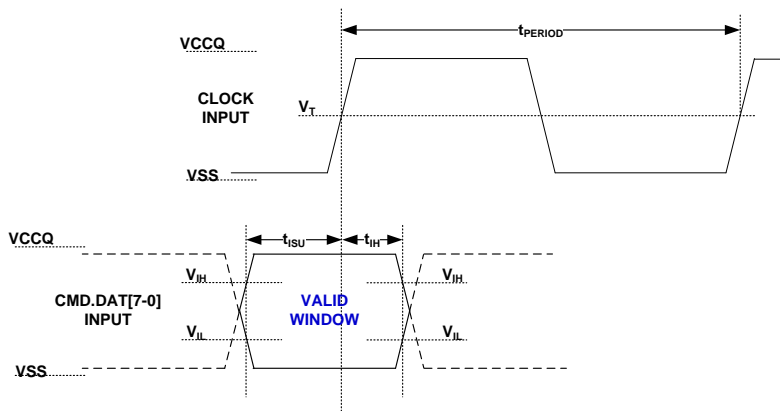 VCCQ
tPERIOD
CLOCK
INPUT
VT
VSS
VCCQ
tISU
tIH
VIH
VIH
CMD.DAT[7-0]
INPUT
VALID
WINDOW
VIL
VIL
VSS